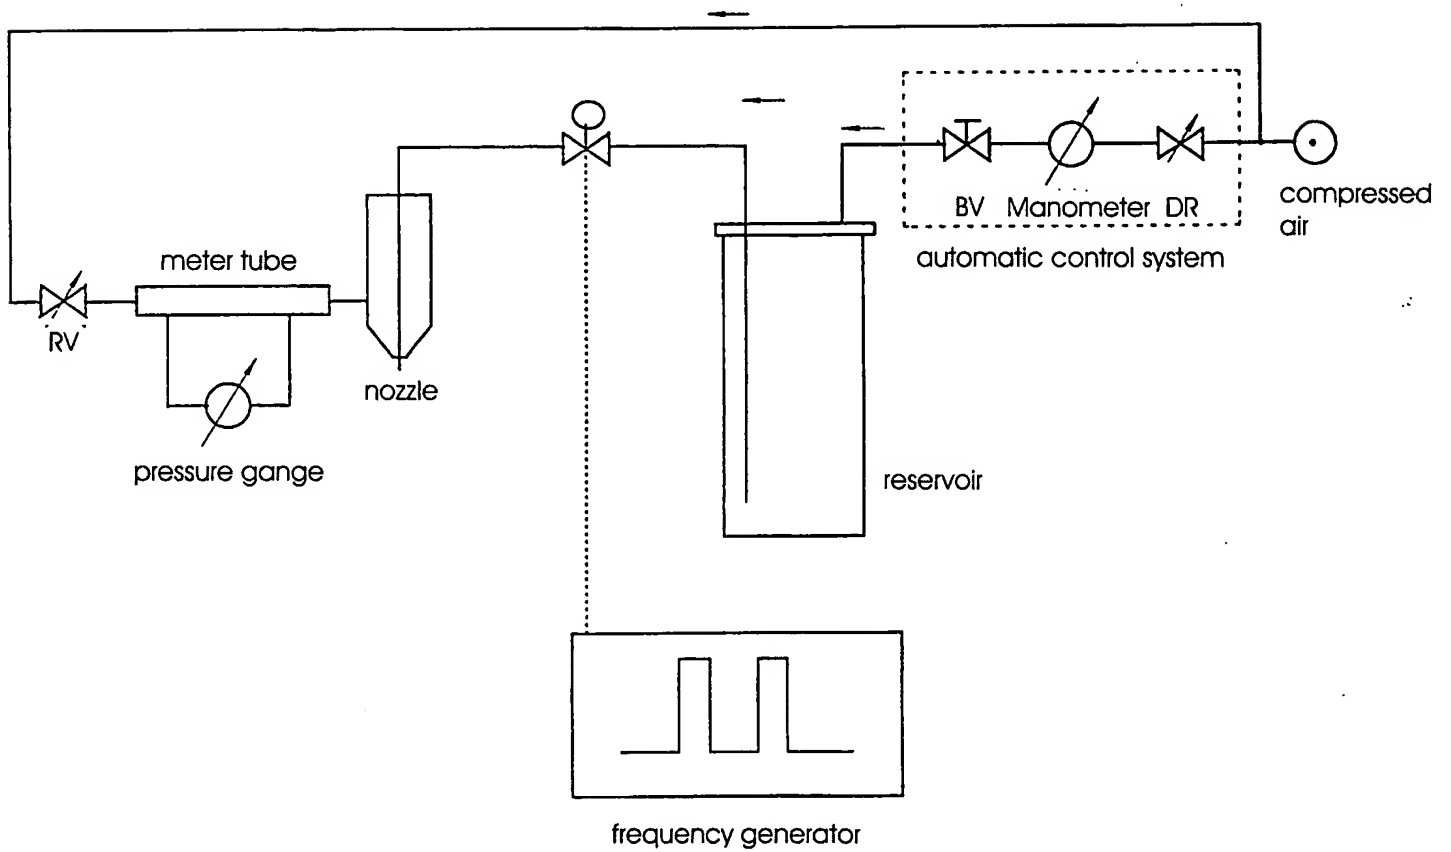 BV Manometer DR
compressed
air
automatic control system
meter tube
RV
nozzle
pressure gange
reservoir
frequency generator